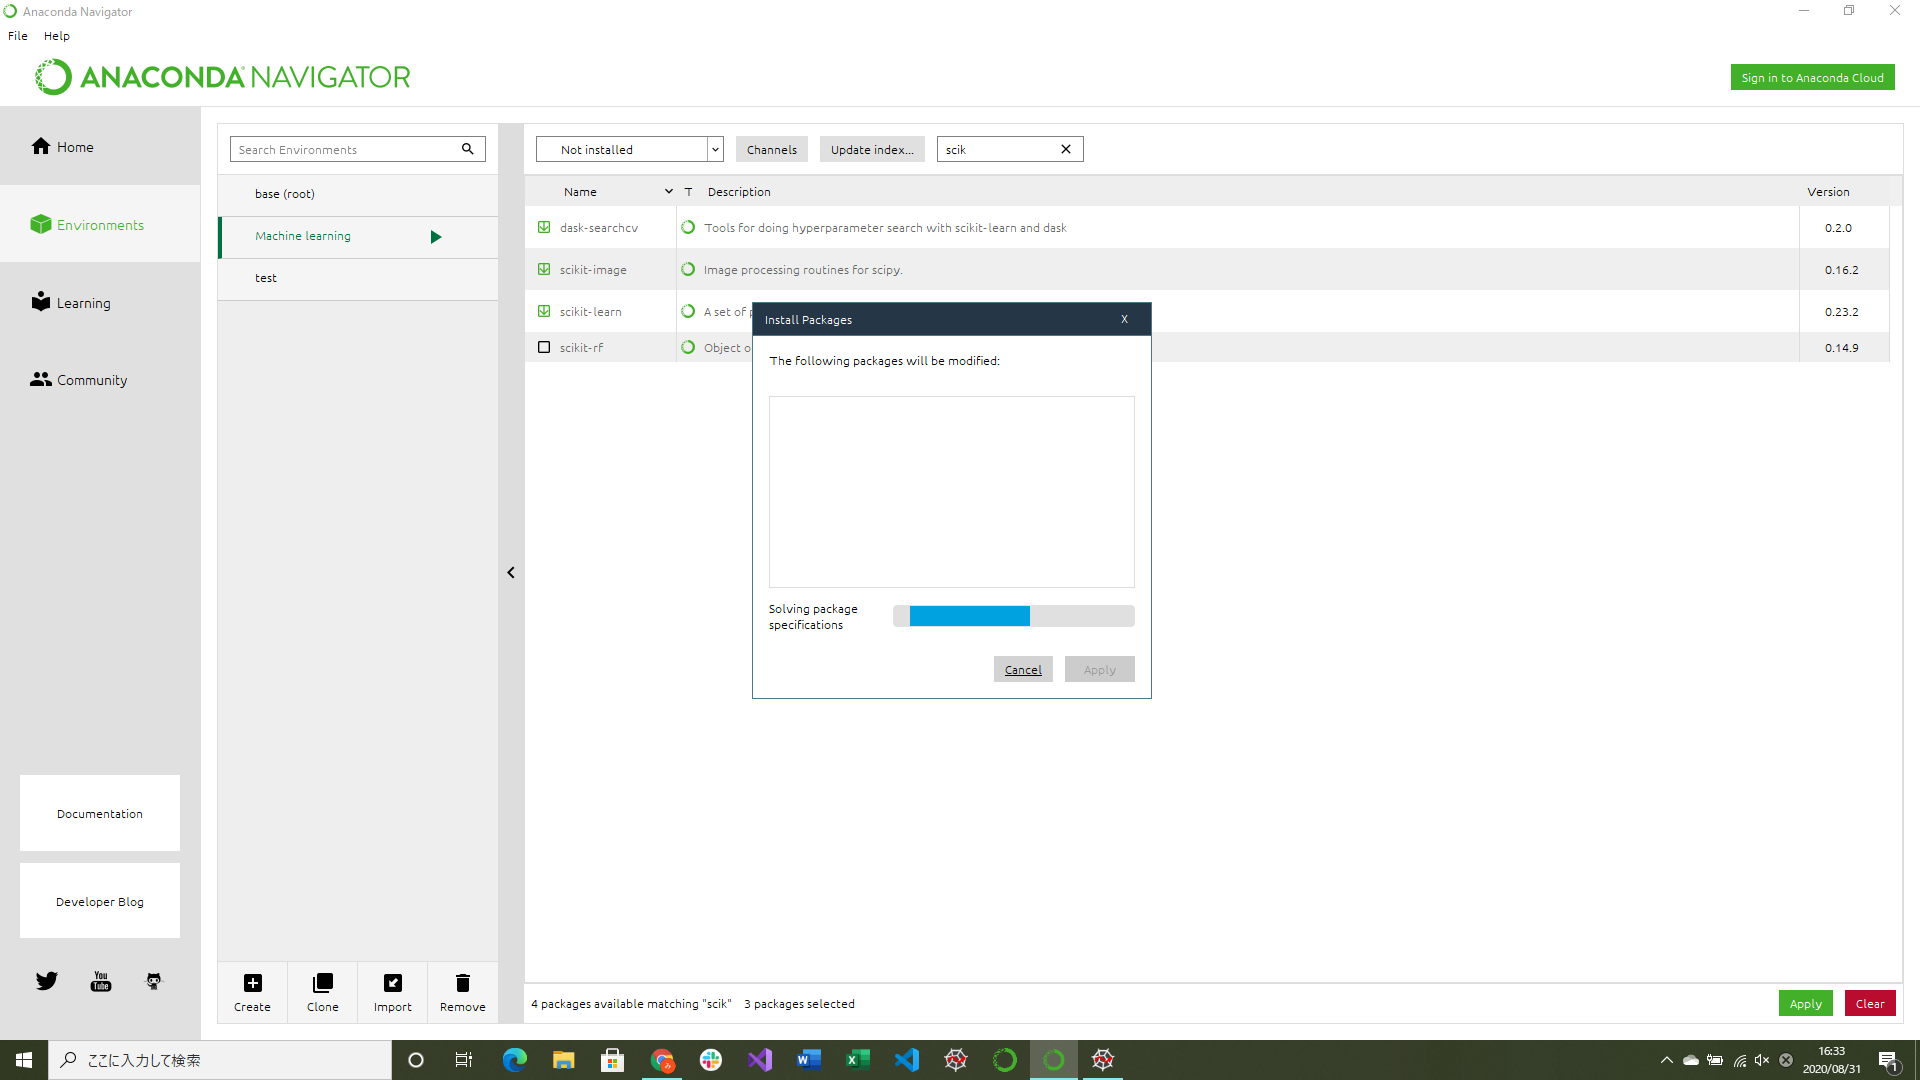 Anaconda Navigator
File Help
ANACONDA NAVIGATOR
Sign in to Anaconda Cloud
Home
Environments
Learning
Community
Documentation
Developer Blog
You
Tube
Search Environments
base (root)
Machine learning
test
Create Clone Import Remove
Not installed Channels Update index... scik
Name T Description Version
dask-searchcv Tools for doing hyperparameter search with scikit-learn and dask 0.2.0
scikit-image Image processing routines for scipy. 0.16.2
scikit-learn A set of 0.23.2
scikit-rf Object o 0.14.9
Install Packages X
The following packages will be modified:
Solving package
specifications
Cancel Apply
4 packages available matching "scik" 3 packages selected
Apply Clear
ここに入力して検索
16:33
2020/08/31
1